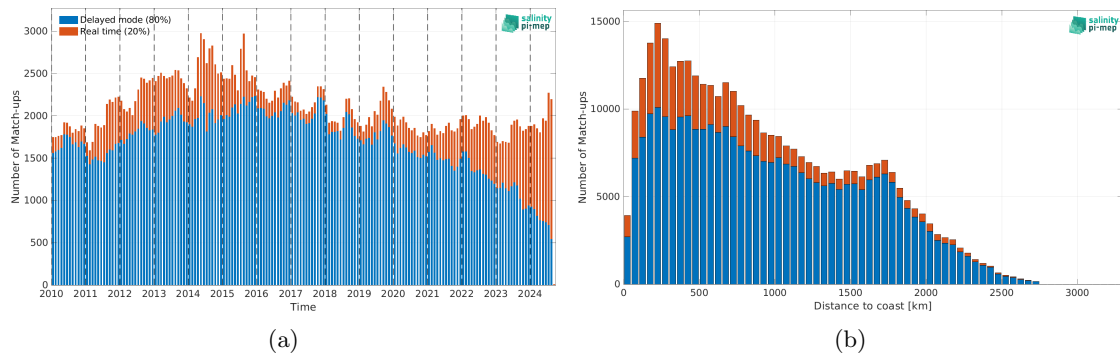 Delayed mode (80%)
Real time (20%)
salinity
pi-mep
3000
2500
2000
1500
1000
500
0
Number of Match-ups
2010 2011 2012 2013 2014 2015 2016 2017 2018 2019 2020 2021 2022 2023 2024
Time
(a)
salinity
pi-mep
15000
10000
5000
0
Number of Match-ups
0 500 1000 1500 2000 2500 3000
Distance to coast [km]
(b)